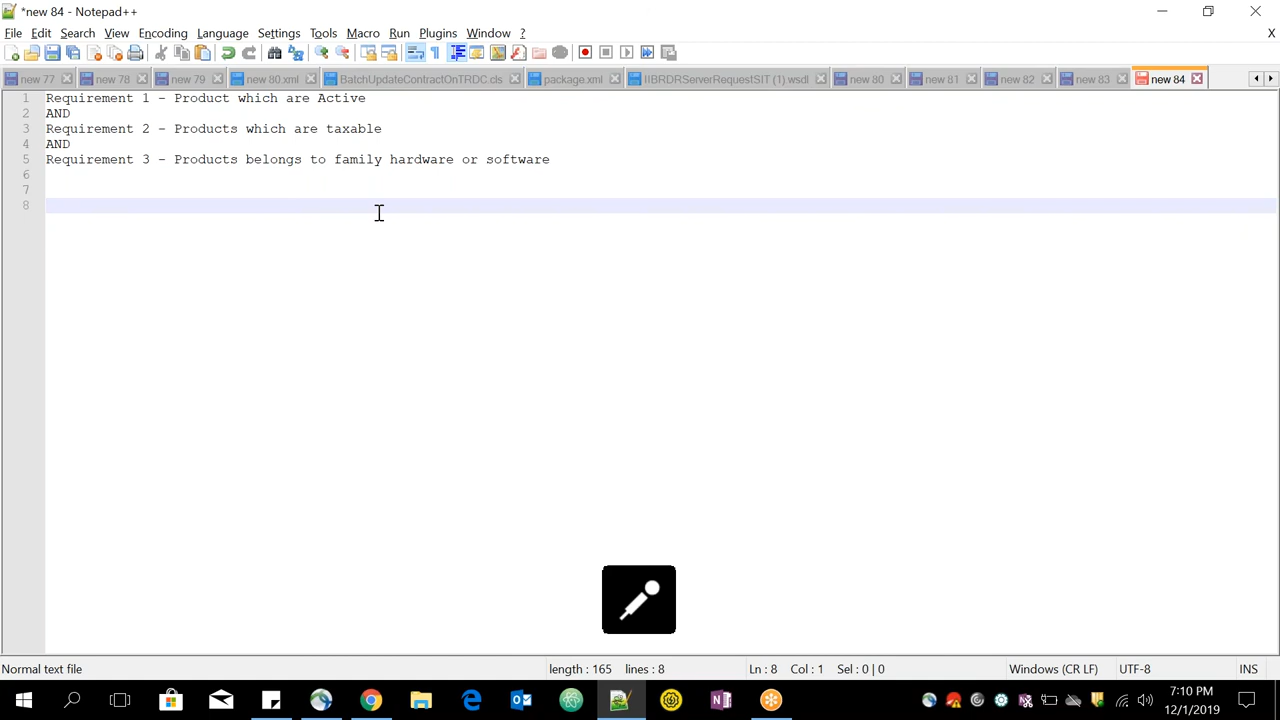 *new 84 - Notepad++
File Edit Search View Encoding Language Settings Tools Macro Run Plugins Window ? X
new 77 new 78 new 79 new 80.xml BatchUpdateContractOnTRDC.cls package.xml IIBRDRServerRequestSIT (1).wsdl new 80 new 81 new 82 new 83 new 84
1 Requirement 1 - Product which are Active
2 AND
3 Requirement 2 - Products which are taxable
4 AND
5 Requirement 3 - Products belongs to family hardware or software
6
7
8
Normal text file length : 165 lines : 8 Ln : 8 Col : 1 Sel : 0 | 0 Windows (CR LF) UTF-8 INS
7:10 PM
12/1/2019